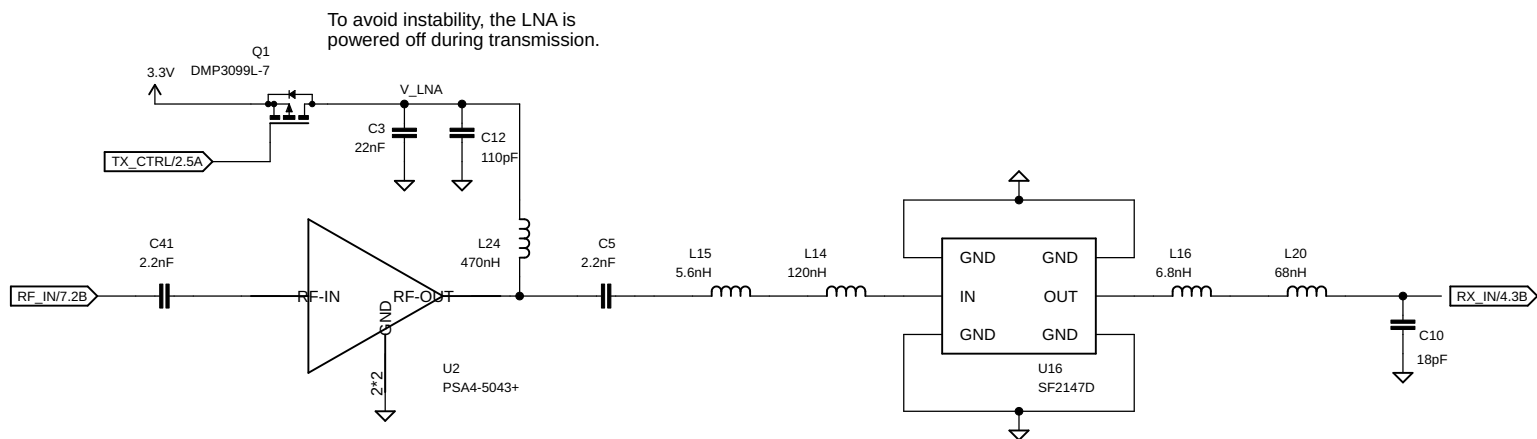 To avoid instability, the LNA is
powered off during transmission.
Q1
DMP3099L-7
3.3V
V_LNA
C3
22nF
C12
110pF
TX_CTRL/2.5A
C41
2.2nF
L24
470nH
C5
2.2nF
L15
5.6nH
L14
120nH
GND
GND
L16
6.8nH
L20
68nH
RF_IN/7.2B
RF-IN
RF-OUT
GND
2*2
IN
OUT
RX_IN/4.3B
GND
GND
C10
18pF
U2
PSA4-5043+
U16
SF2147D